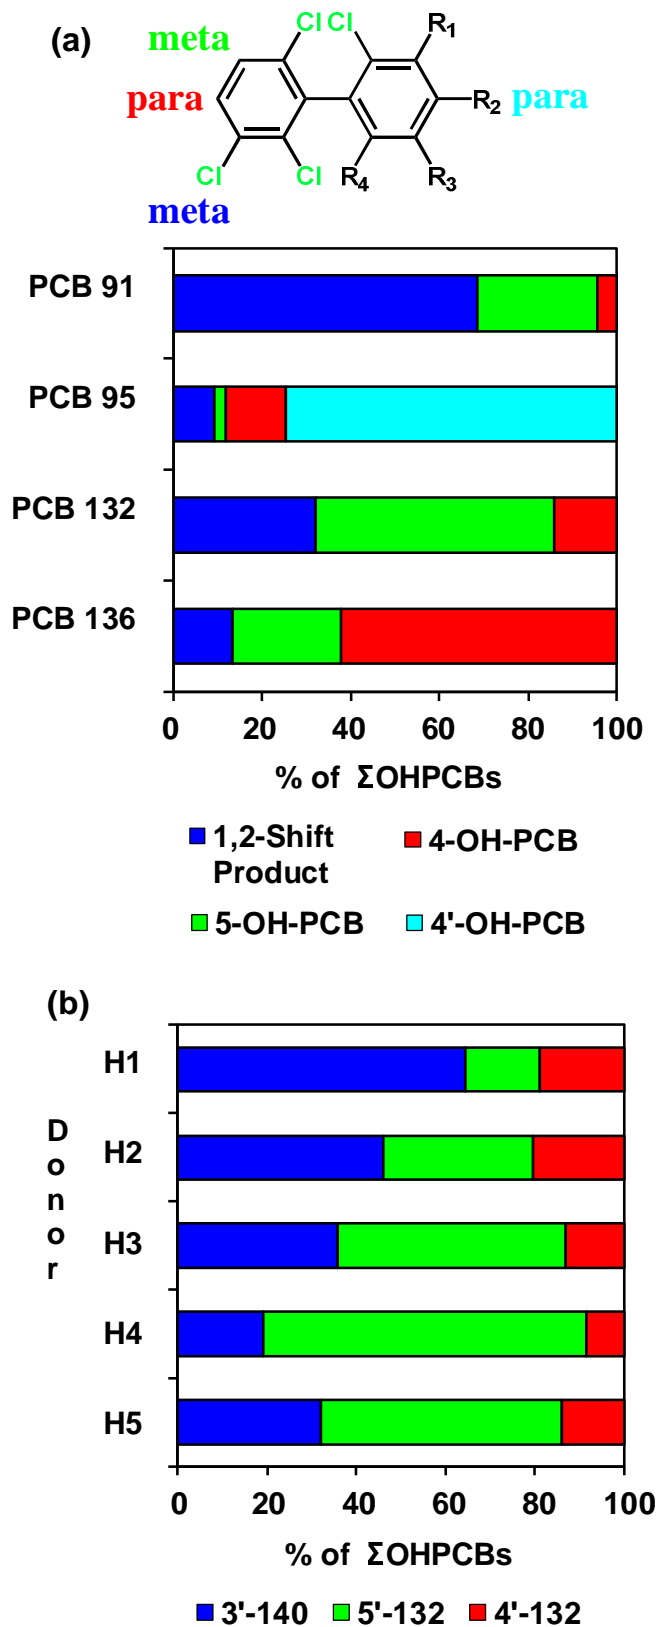 (a)
meta
Cl Cl
R1
para
R2
para
Cl
Cl
R4
R3
meta
PCB 91
PCB 95
PCB 132
PCB 136
0 20 40 60 80 100
% of ΣOHPCBs
1,2-Shift Product
4-OH-PCB
5-OH-PCB
4'-OH-PCB
(b)
Donor
H1
H2
H3
H4
H5
0 20 40 60 80 100
% of ΣOHPCBs
3'-140 5'-132 4'-132